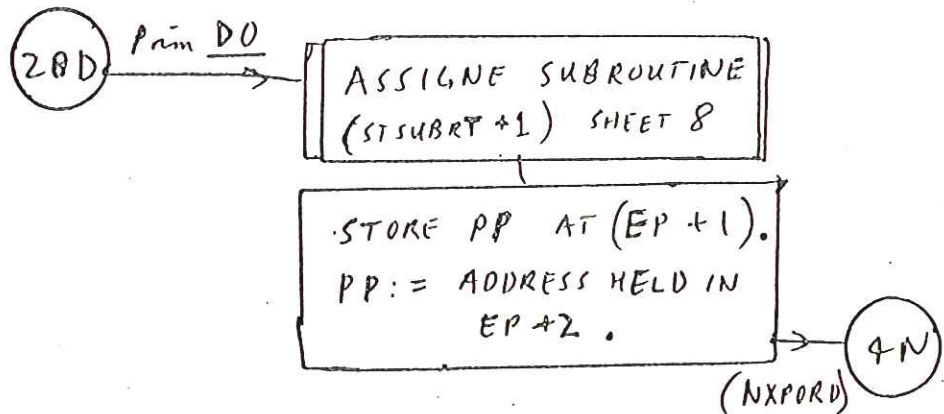 28D
Prim DO
ASSIGNE SUBROUTINE
(STSUBRT +1) SHEET 8
STORE PP AT (EP +1).
PP:= ADDRESS HELD IN
EP +2.
4N
(NXPORD)